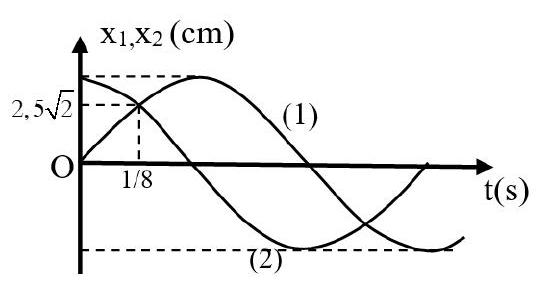 x₁,x₂ (cm)
2,5√2
(1)
O
1/8
t(s)
(2)